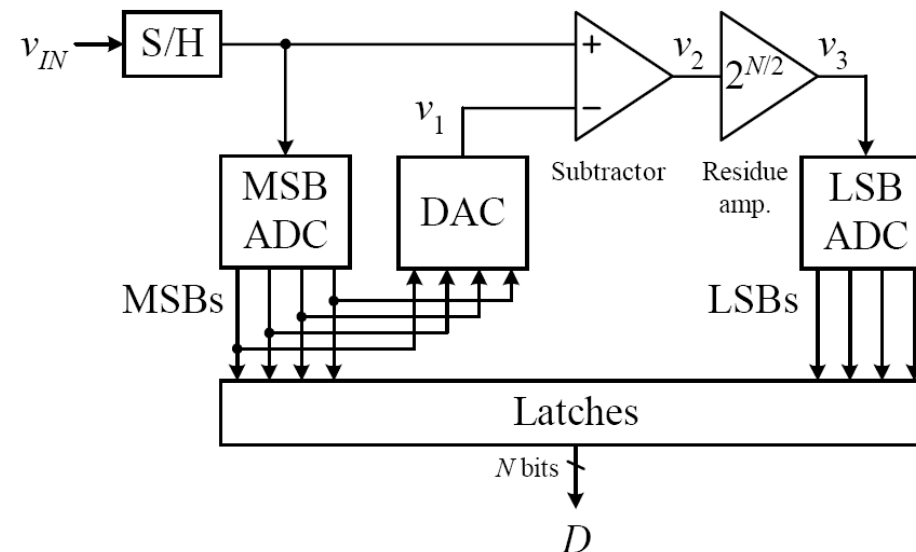 v_IN
S/H
+
−
v_2
2^{N/2}
v_3
v_1
Subtractor
Residue
amp.
MSB
ADC
DAC
LSB
ADC
MSBs
LSBs
Latches
N bits
D